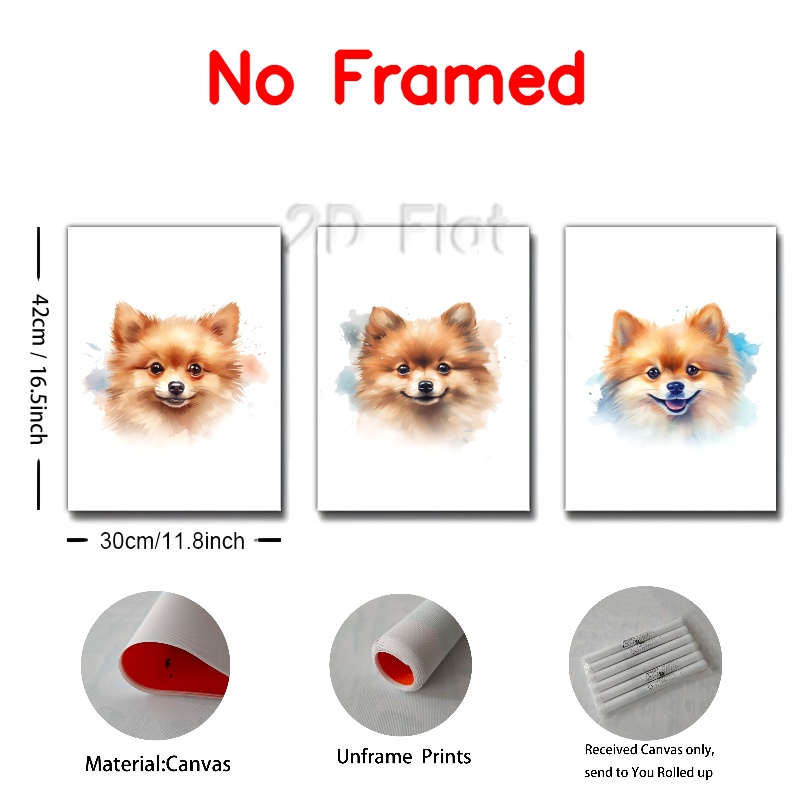 No Framed
2D Flat
42cm / 16.5inch
30cm/11.8inch
Material:Canvas
Unframe Prints
Received Canvas only,
send to You Rolled up